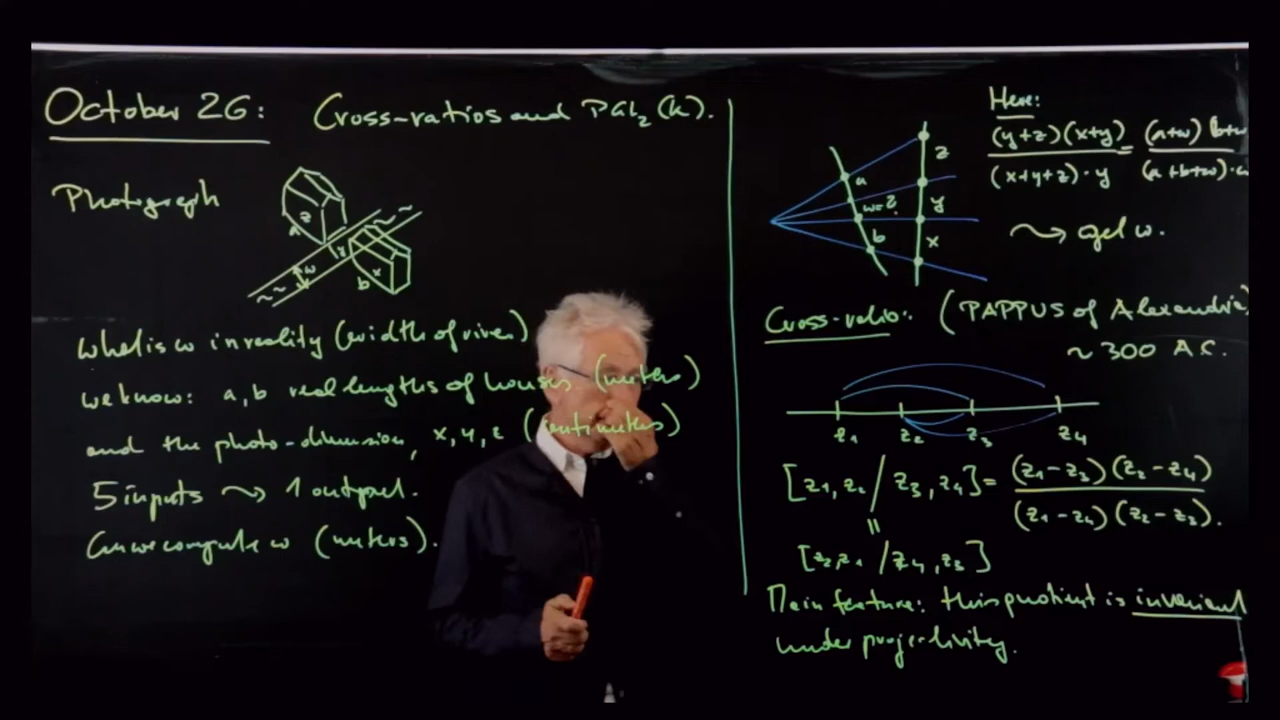 October 26: Cross-ratios and PGL₂(k).
Photograph
z
a
y
w
b x
~ ~
~ ~
What is w in reality (width of river)
we know: a, b real lengths of houses (meters)
and the photo-dimension, x, y, z (centimeters)
5 inputs ⤳ 1 output.
Can we compute w (meters).
a
w=?
b
z
y
x
Here:
(y+z)(x+y) = (a+w) (b+w
(x+y+z)·y (a+b+w)·w
⤳ get w.
Cross-ratio: (PAPPUS of Alexandria)
~ 300 A.C.
z₁ z₂ z₃ z₄
[z₁, z₂ / z₃, z₄] = (z₁-z₃)(z₂-z₄)
(z₁-z₄)(z₂-z₃).
=
[z₂, z₁ / z₄, z₃]
Main feature: this quotient is invariant
under projectivity.